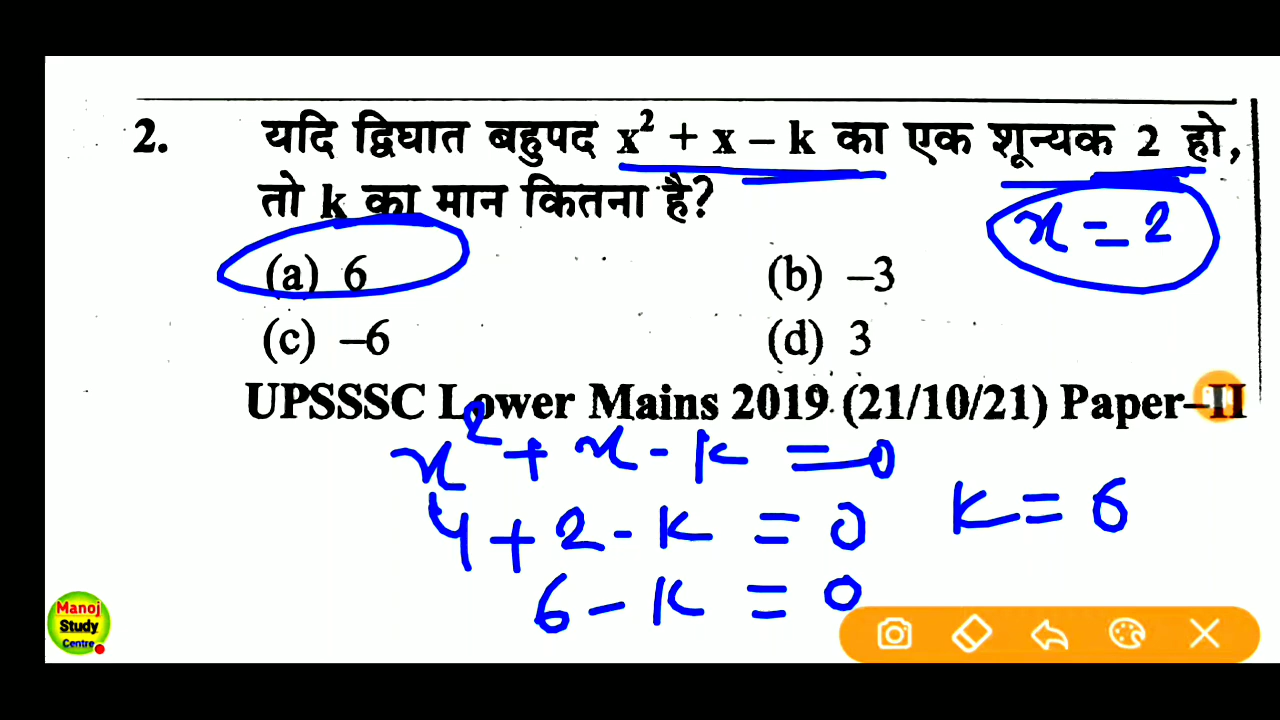 2. यदि द्विघात बहुपद x² + x – k का एक शून्यक 2 हो,
तो k का मान कितना है?
x = 2
(a) 6 (b) –3
(c) –6 (d) 3
UPSSSC Lower Mains 2019 (21/10/21) Paper–II
x² + x - k = 0
4 + 2 - k = 0 k = 6
6 - k = 0
Manoj
Study
Centre